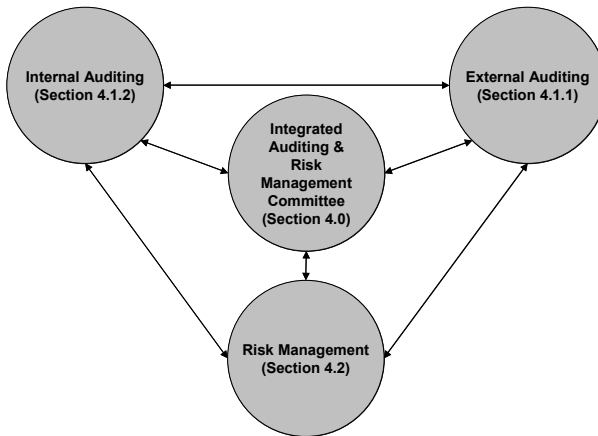 Internal Auditing
(Section 4.1.2)
External Auditing
(Section 4.1.1)
Integrated
Auditing &
Risk
Management
Committee
(Section 4.0)
Risk Management
(Section 4.2)